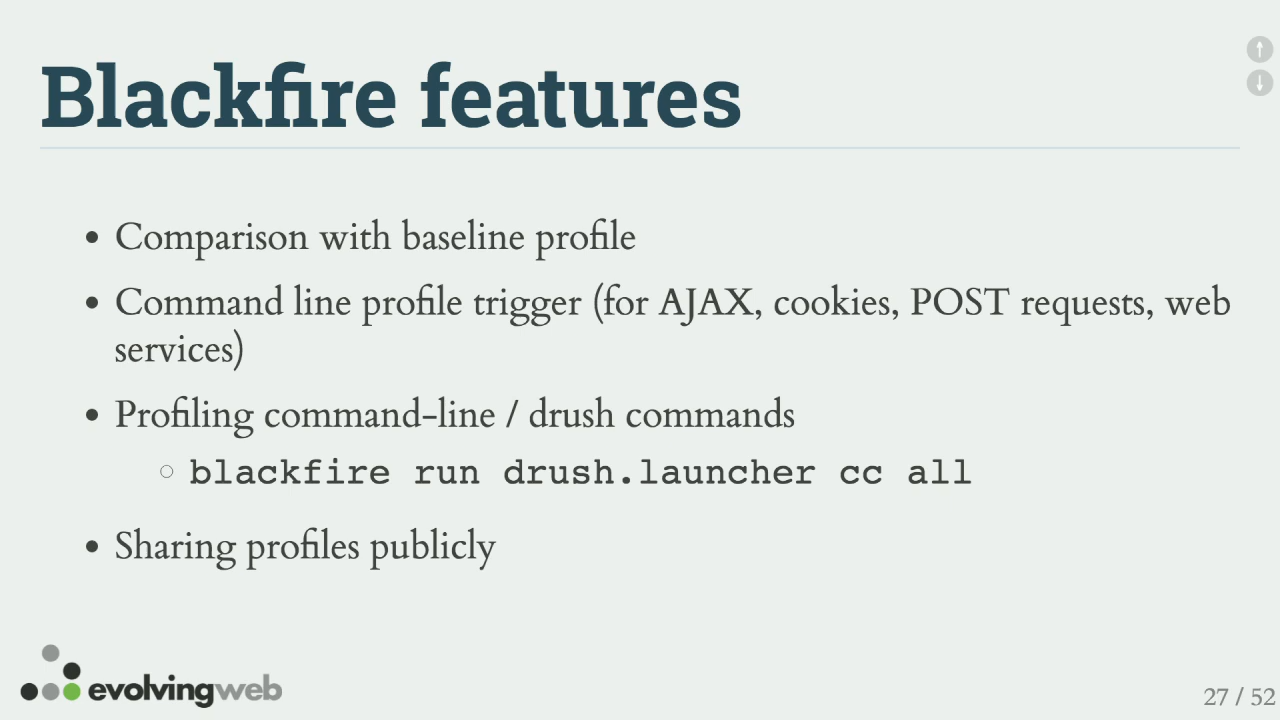 Blackfire features
Comparison with baseline profile
Command line profile trigger (for AJAX, cookies, POST requests, web
services)
Profiling command-line / drush commands
blackfire run drush.launcher cc all
Sharing profiles publicly
evolvingweb
27 / 52